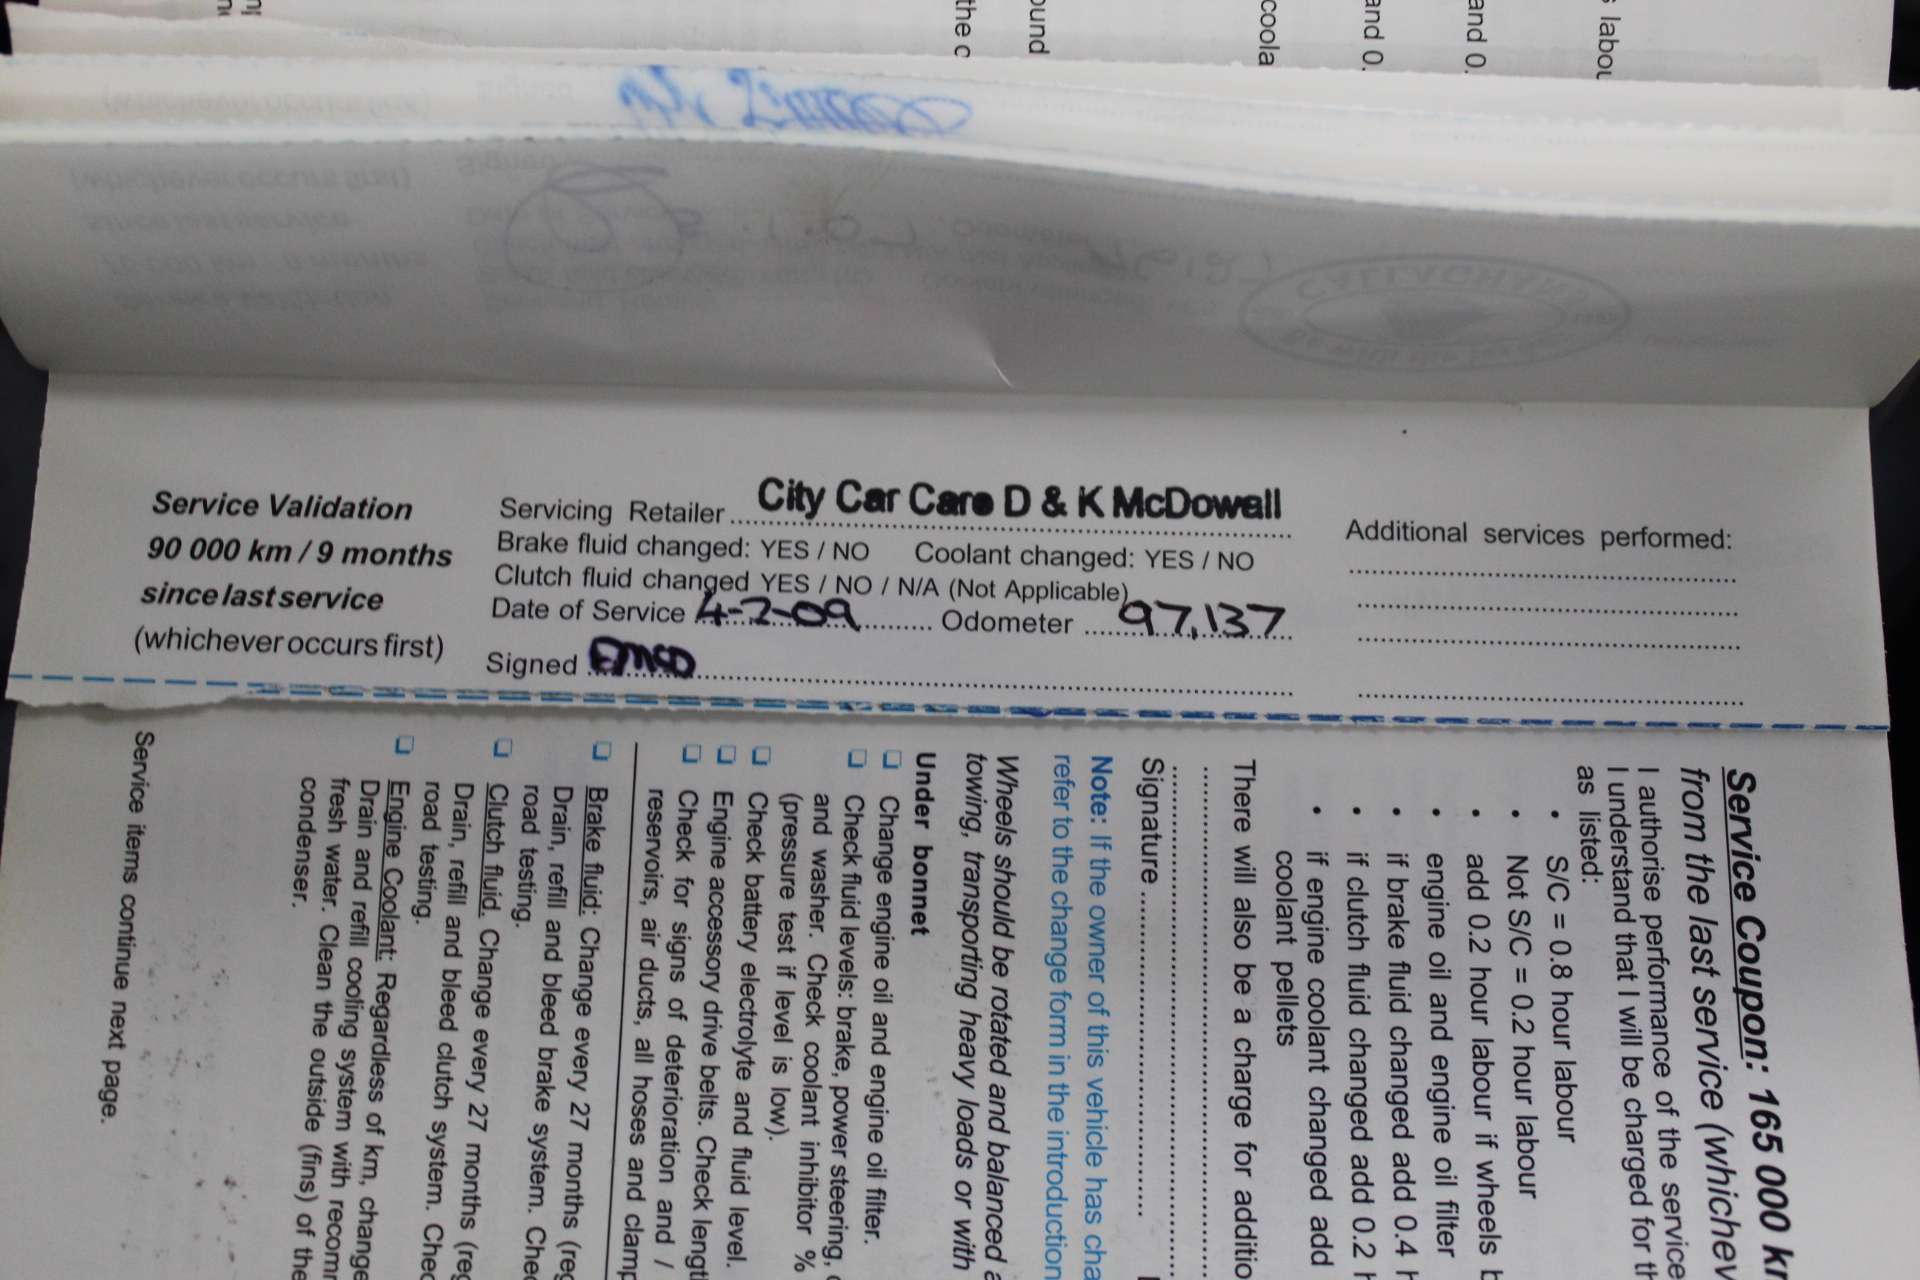 the c
ound
coola
and 0.
and 0.
s labou
Service Validation
90 000 km / 9 months
since last service
(whichever occurs first)
Servicing Retailer City Car Care D & K McDowall
Brake fluid changed: YES / NO Coolant changed: YES / NO
Clutch fluid changed YES / NO / N/A (Not Applicable)
Date of Service 4-2-09 Odometer 97,137
Signed
Additional services performed:
Service Coupon: 165 000 k
from the last service (whichev
I authorise performance of the service
I understand that I will be charged for th
as listed:
• S/C = 0.8 hour labour
• Not S/C = 0.2 hour labour
• add 0.2 hour labour if wheels b
• engine oil and engine oil filter
• if brake fluid changed add 0.4 h
• if clutch fluid changed add 0.2 h
• if engine coolant changed add
coolant pellets
There will also be a charge for additio
Signature
Note: If the owner of this vehicle has cha
refer to the change form in the introduction
Wheels should be rotated and balanced a
towing, transporting heavy loads or with
Under bonnet
❏ Change engine oil and engine oil filter.
❏ Check fluid levels: brake, power steering, c
and washer. Check coolant inhibitor %
(pressure test if level is low).
❏ Check battery electrolyte and fluid level.
❏ Engine accessory drive belts. Check lengt
❏ Check for signs of deterioration and /
reservoirs, air ducts, all hoses and clamp
❏ Brake fluid: Change every 27 months (reg
Drain, refill and bleed brake system. Chec
road testing.
❏ Clutch fluid. Change every 27 months (reg
Drain, refill and bleed clutch system. Chec
road testing.
❏ Engine Coolant: Regardless of km, change
Drain and refill cooling system with recomm
fresh water. Clean the outside (fins) of the
condenser.
Service items continue next page.